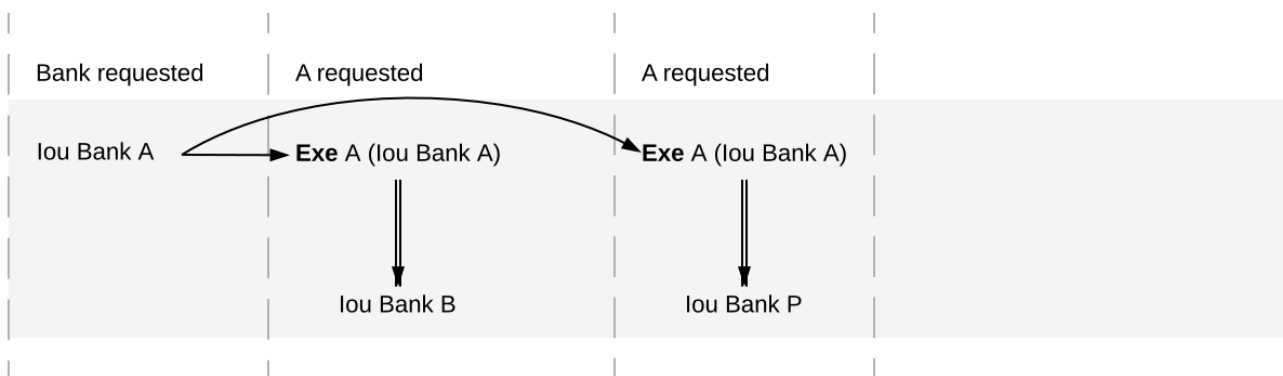 Bank requested A requested A requested
Iou Bank A Exe A (Iou Bank A) Exe A (Iou Bank A)
Iou Bank B Iou Bank P